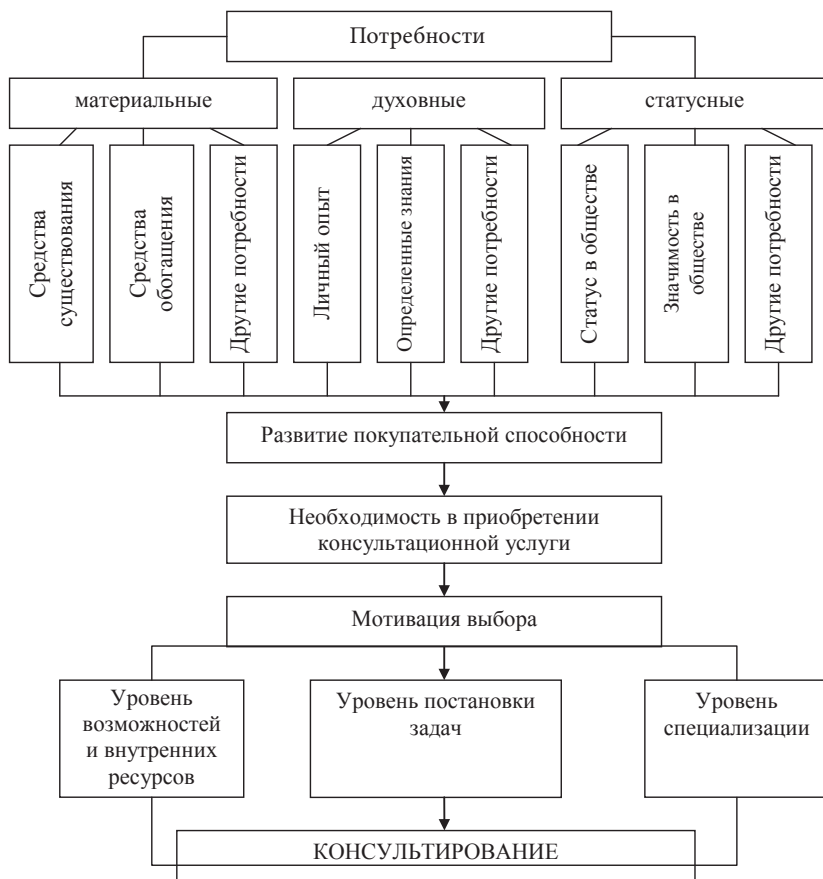 Потребности
материальные
духовные
статусные
Средства
существования
Средства
обогащения
Другие потребности
Личный опыт
Определенные знания
Другие потребности
Статус в обществе
Значимость в
обществе
Другие потребности
Развитие покупательной способности
Необходимость в приобретении
консультационной услуги
Мотивация выбора
Уровень
возможностей
и внутренних
ресурсов
Уровень постановки
задач
Уровень
специализации
КОНСУЛЬТИРОВАНИЕ